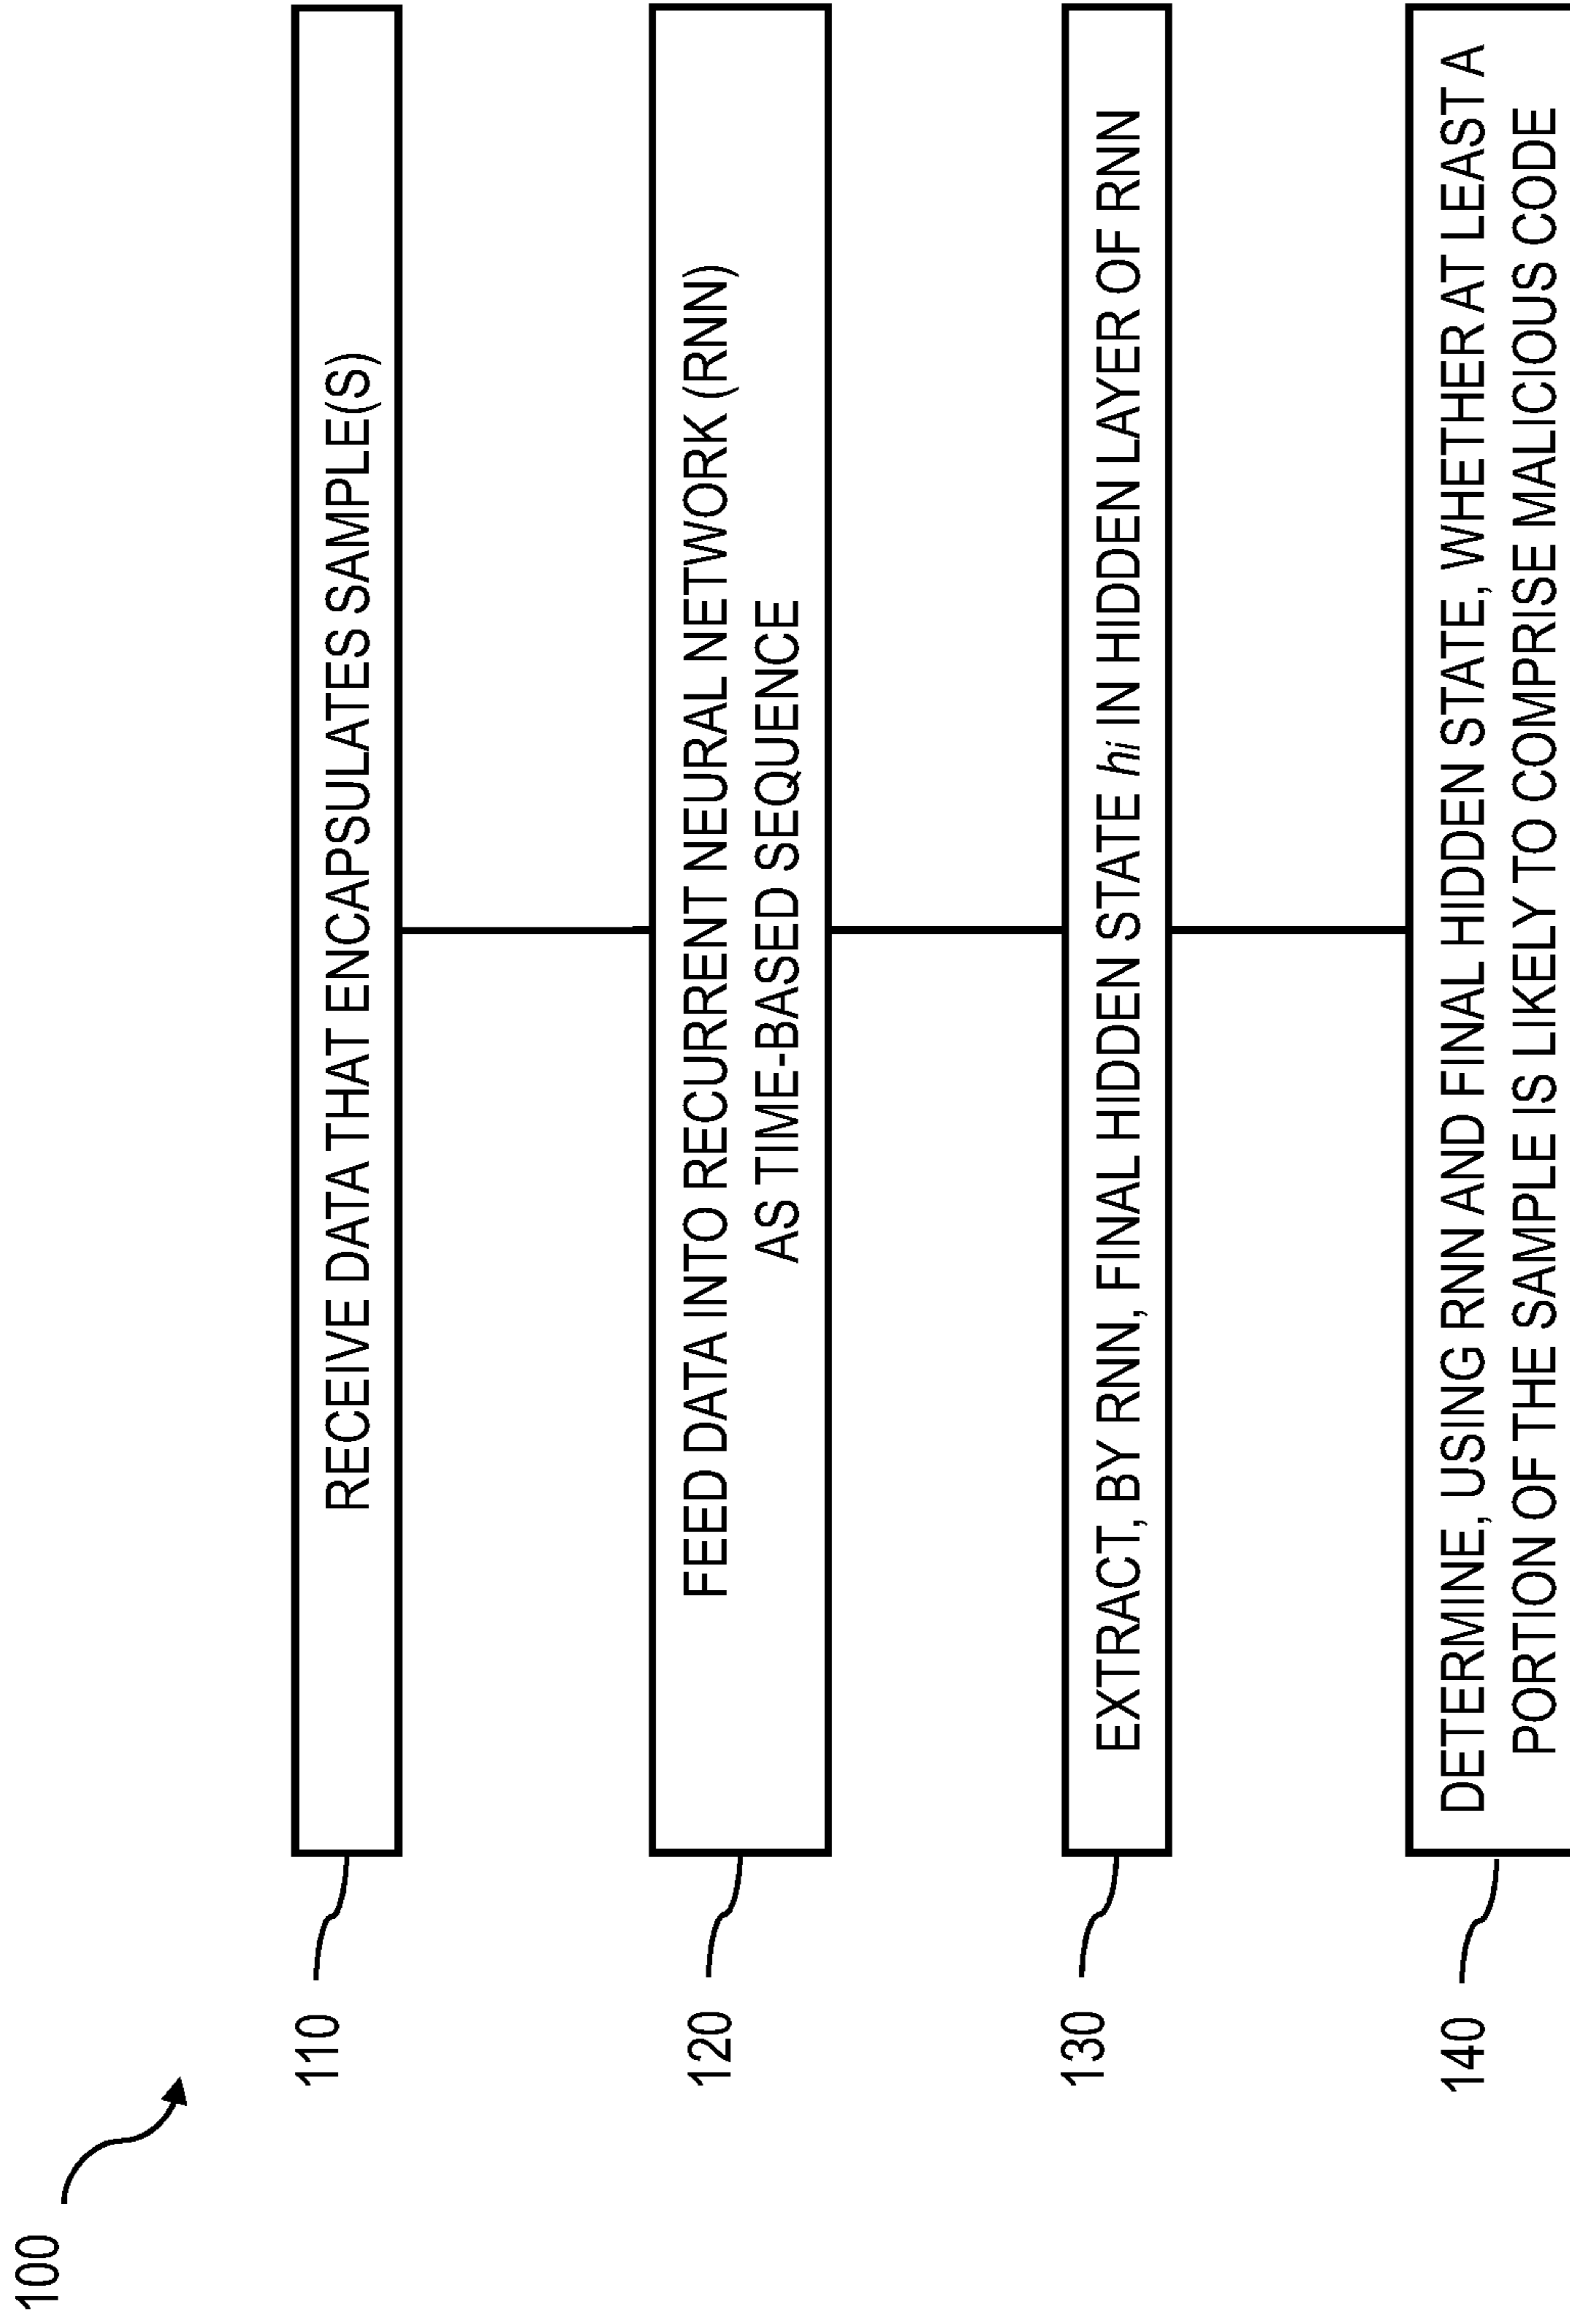 100
110
RECEIVE DATA THAT ENCAPSULATES SAMPLE(S)
120
FEED DATA INTO RECURRENT NEURAL NETWORK (RNN)
AS TIME-BASED SEQUENCE
130
EXTRACT, BY RNN, FINAL HIDDEN STATE hi IN HIDDEN LAYER OF RNN
140
DETERMINE, USING RNN AND FINAL HIDDEN STATE, WHETHER AT LEAST A
PORTION OF THE SAMPLE IS LIKELY TO COMPRISE MALICIOUS CODE